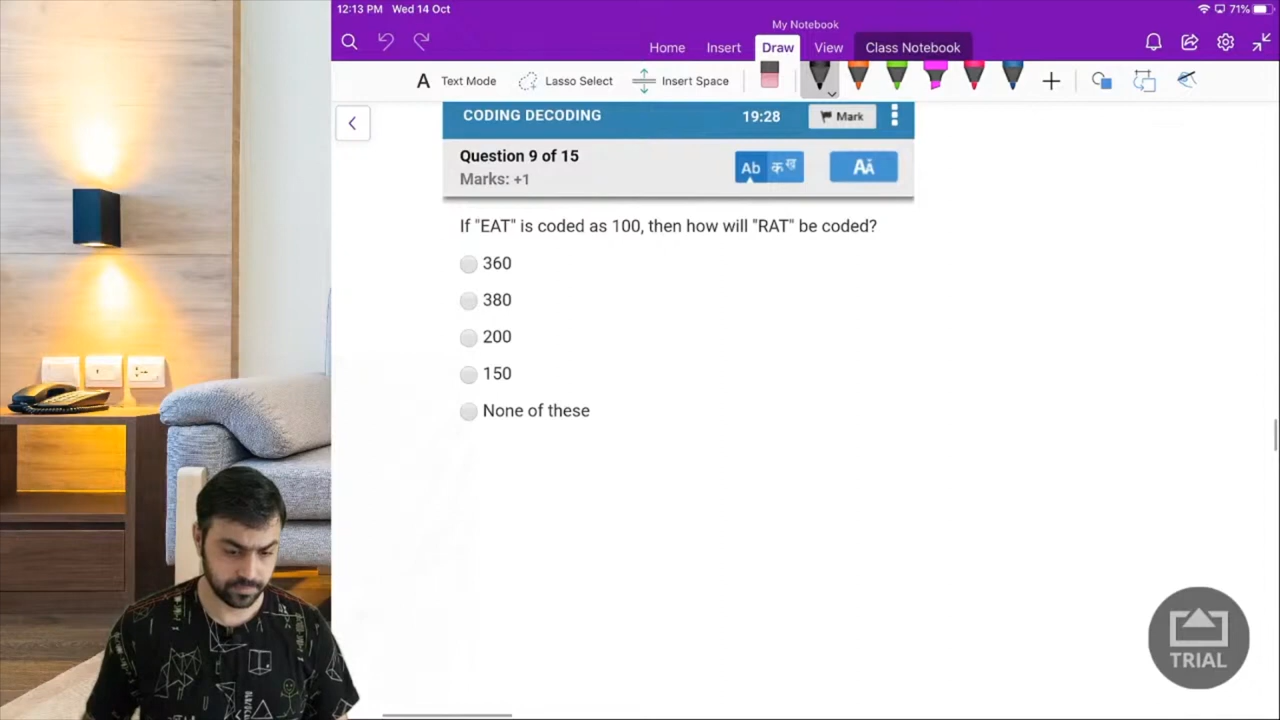 12:13 PM Wed 14 Oct
71%
My Notebook
Home Insert Draw View Class Notebook
A Text Mode Lasso Select Insert Space
CODING DECODING 19:28 Mark
Question 9 of 15 Ab क ख AA
Marks: +1
If "EAT" is coded as 100, then how will "RAT" be coded?
360
380
200
150
None of these
TRIAL